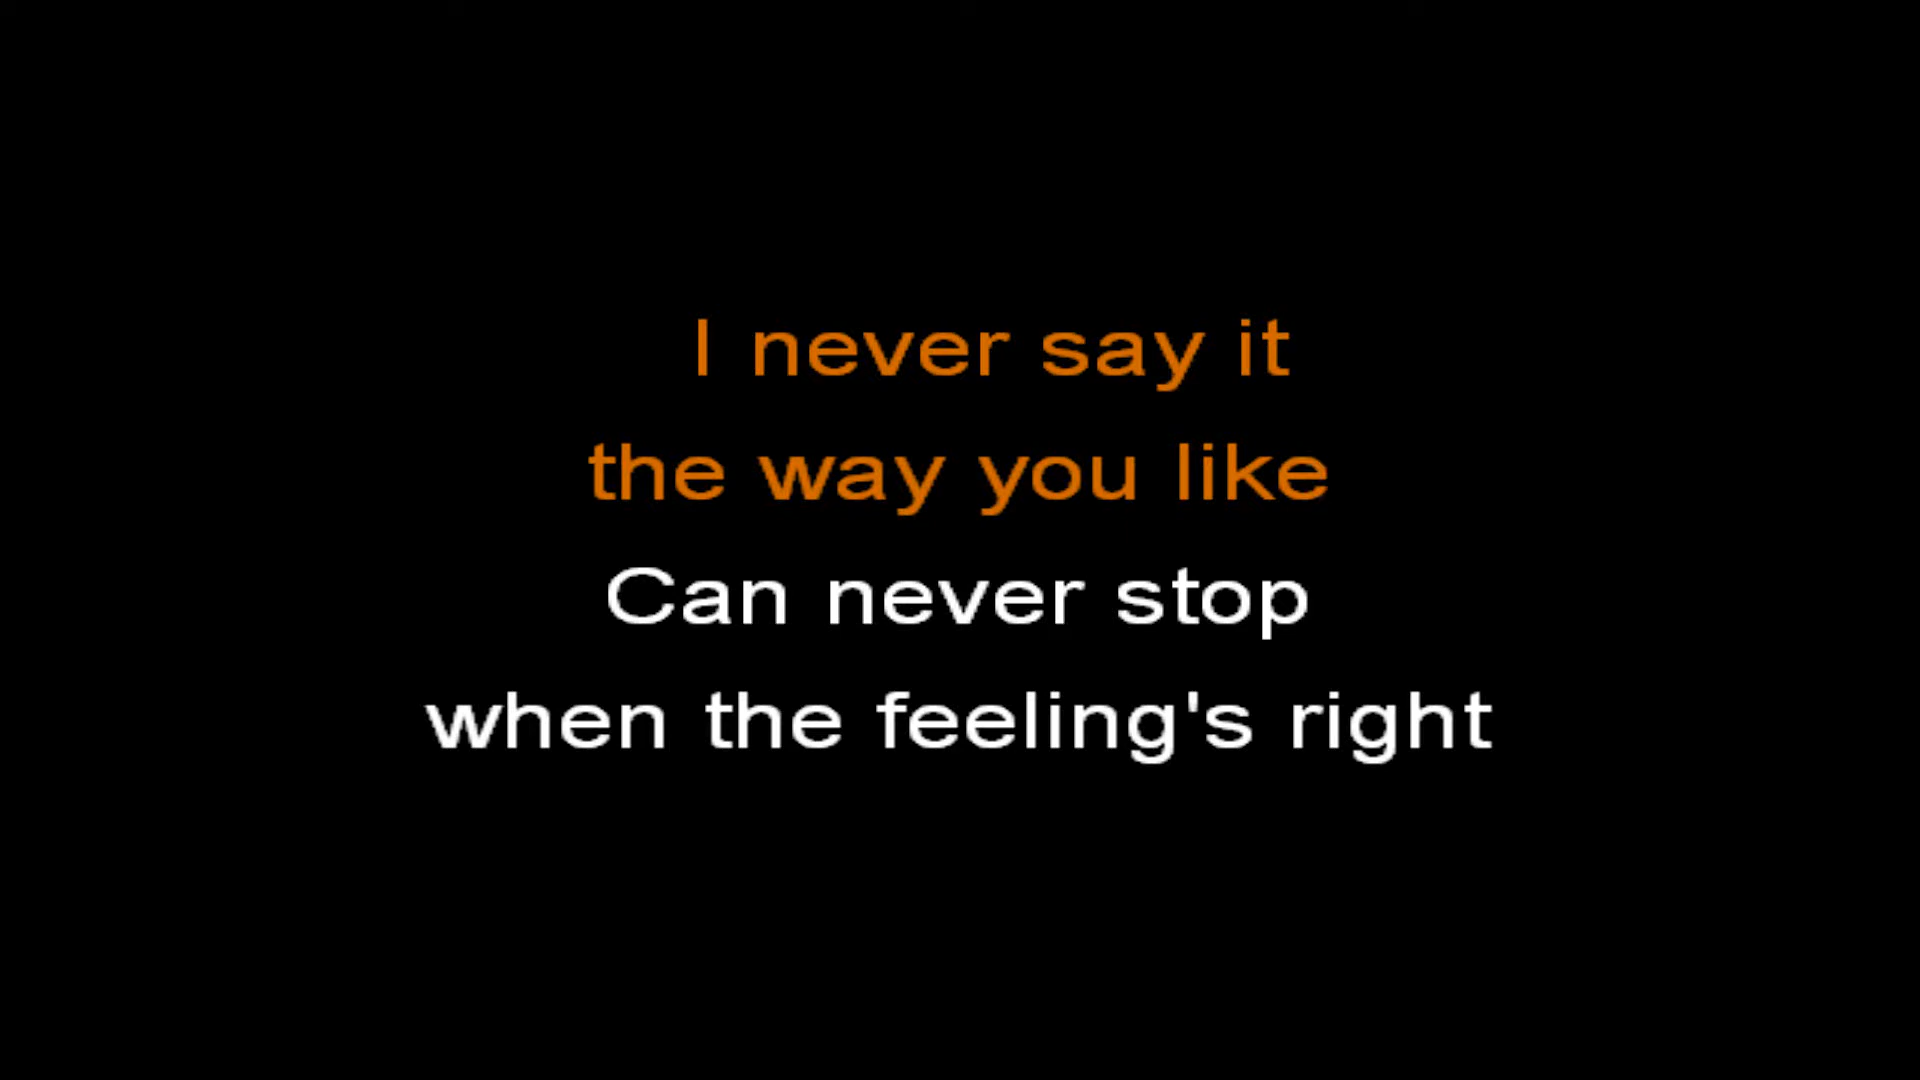 I never say it
the way you like
Can never stop
when the feeling's right